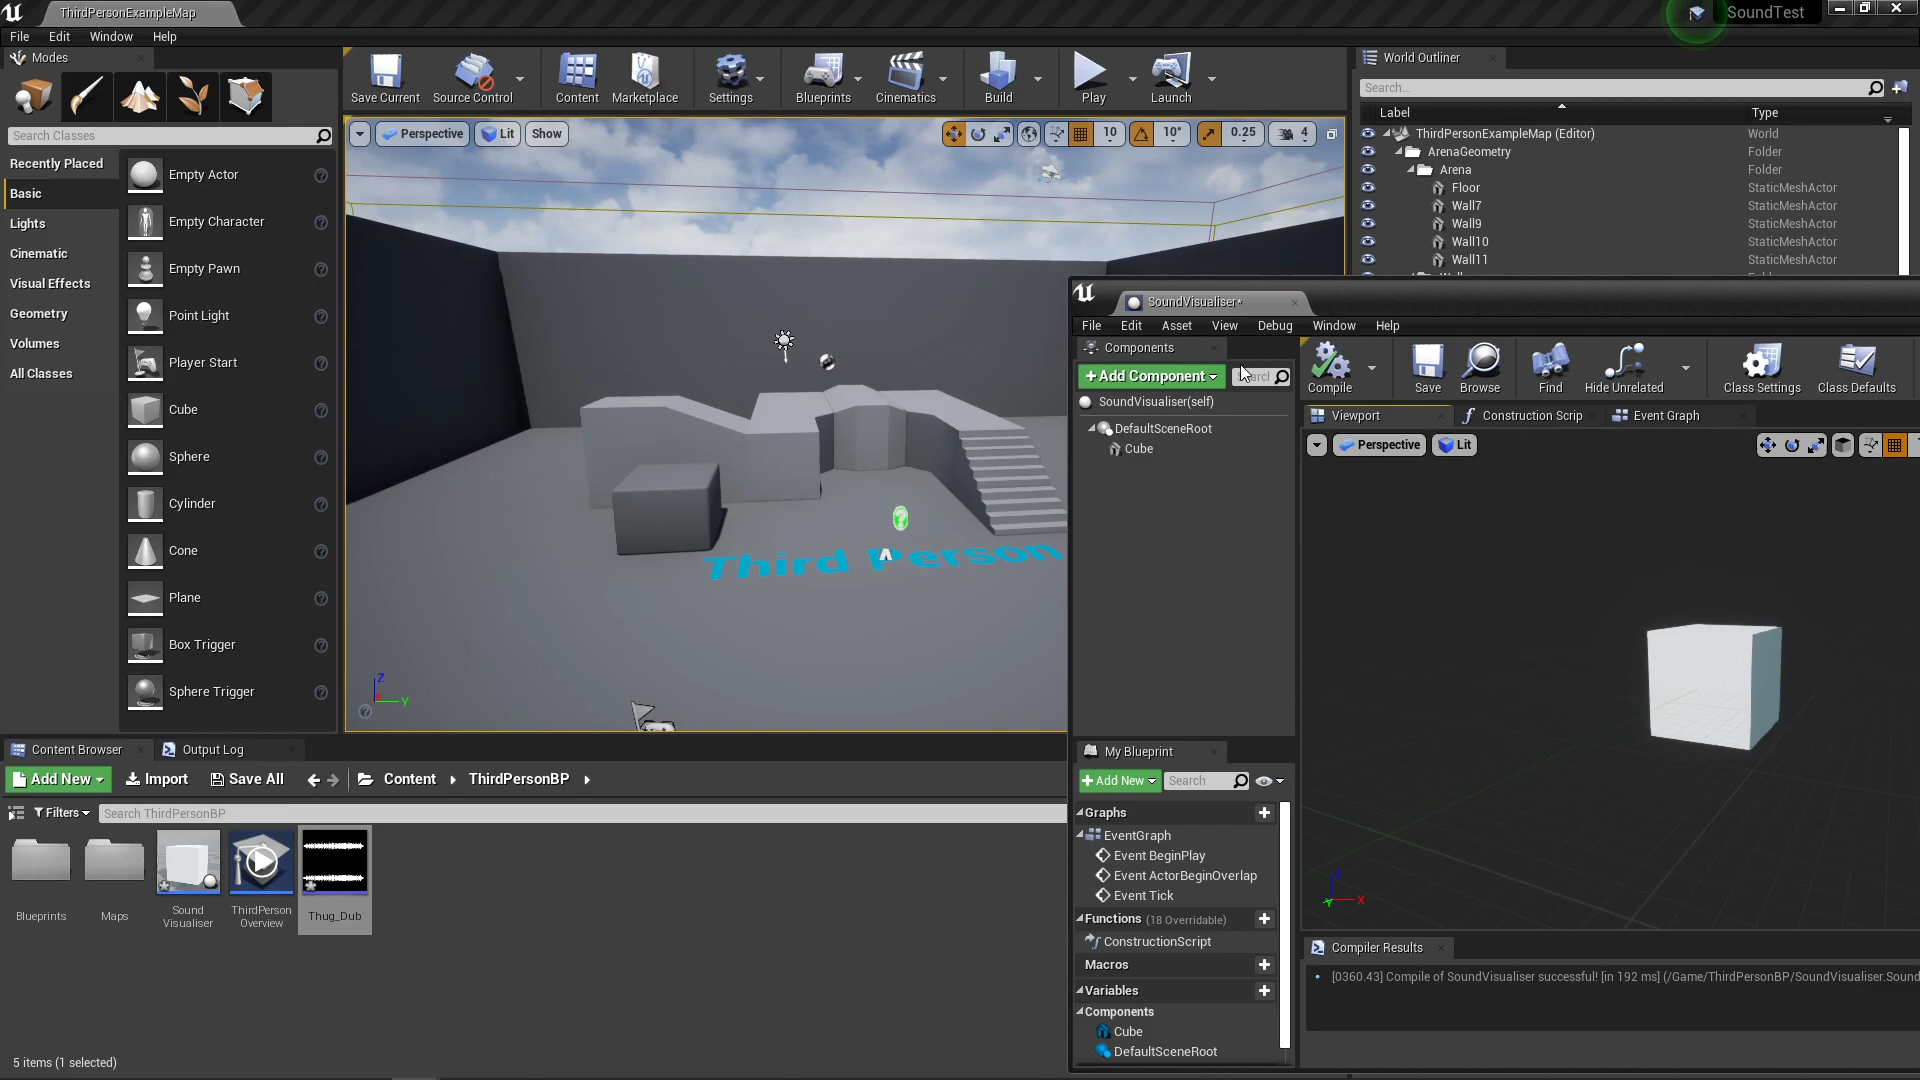 ThirdPersonExampleMap
SoundTest
File Edit Window Help
Modes
Search Classes
Recently Placed
Basic
Lights
Cinematic
Visual Effects
Geometry
Volumes
All Classes
Empty Actor
Empty Character
Empty Pawn
Point Light
Player Start
Cube
Sphere
Cylinder
Cone
Plane
Box Trigger
Sphere Trigger
Save Current Source Control Content Marketplace Settings Blueprints Cinematics Build Play Launch
Perspective Lit Show 10 10° 0.25 4
Third Person
Z
Y
World Outliner
Search...
Label Type
ThirdPersonExampleMap (Editor) World
ArenaGeometry Folder
Arena Folder
Floor StaticMeshActor
Wall7 StaticMeshActor
Wall9 StaticMeshActor
Wall10 StaticMeshActor
Wall11 StaticMeshActor
SoundVisualiser*
File Edit Asset View Debug Window Help
Components
+Add Component
SoundVisualiser(self)
DefaultSceneRoot
Cube
Compile Save Browse Find Hide Unrelated Class Settings Class Defaults
Viewport Construction Scrip Event Graph
Perspective Lit
Y X
My Blueprint
+Add New Search
Graphs
EventGraph
Event BeginPlay
Event ActorBeginOverlap
Event Tick
Functions (18 Overridable)
ConstructionScript
Macros
Variables
Components
Cube
DefaultSceneRoot
Compiler Results
[0360.43] Compile of SoundVisualiser successful! [in 192 ms] (/Game/ThirdPersonBP/SoundVisualiser.Sound
Content Browser Output Log
Add New Import Save All Content ThirdPersonBP
Filters Search ThirdPersonBP
Blueprints
Maps
Sound
Visualiser
ThirdPerson
Overview
Thug_Dub
5 items (1 selected)